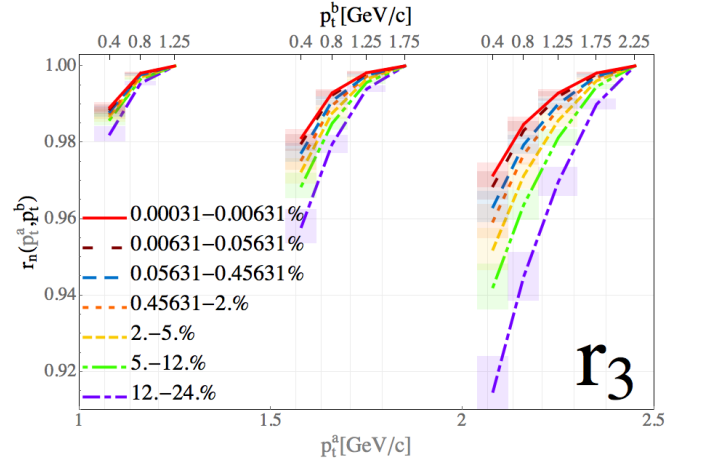 p_t^b[GeV/c]
0.4 0.8 1.25 0.4 0.8 1.25 1.75 0.4 0.8 1.25 1.75 2.25
1.00
0.98
0.96
0.94
0.92
r_n(p_t^a,p_t^b)
0.00031−0.00631%
0.00631−0.05631%
0.05631−0.45631%
0.45631−2.%
2.−5.%
5.−12.%
12.−24.%
r_3
1 1.5 2 2.5
p_t^a[GeV/c]